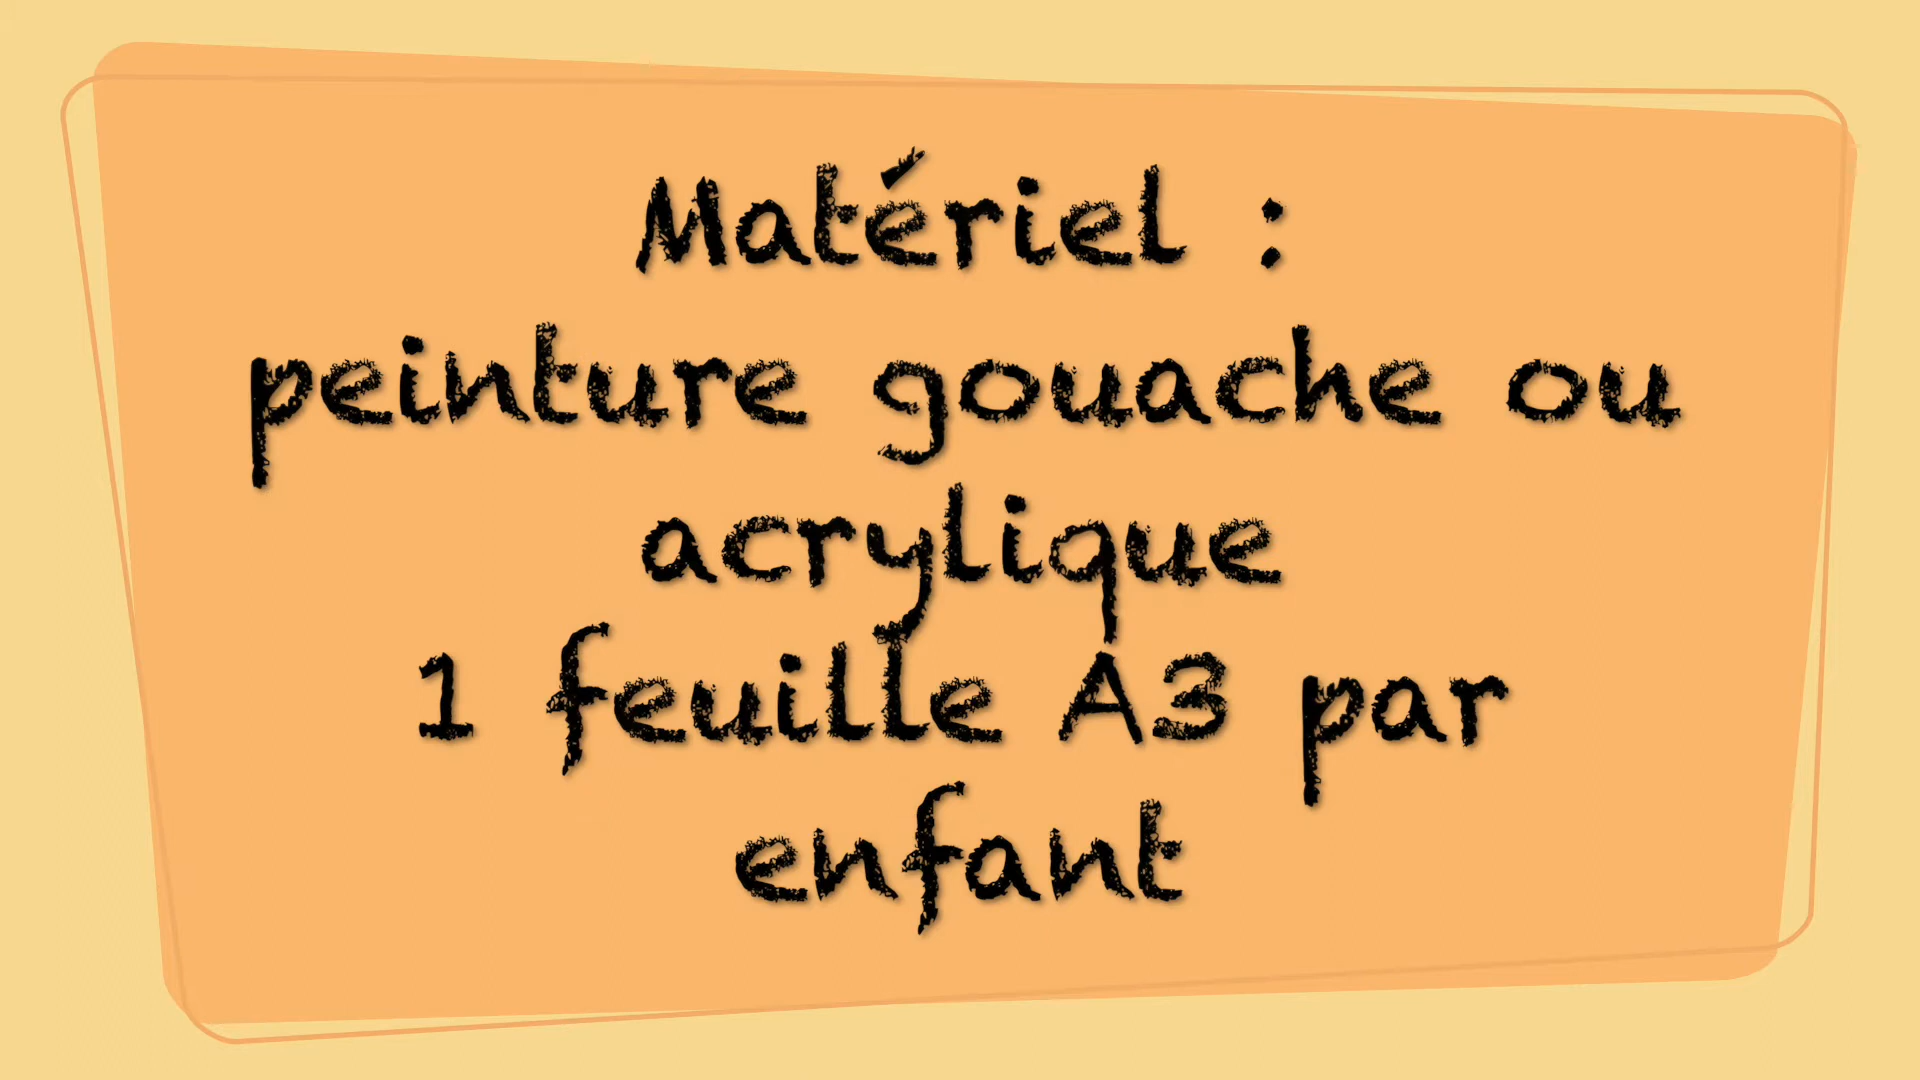 Matériel :
peinture gouache ou
acrylique
1 feuille A3 par
enfant